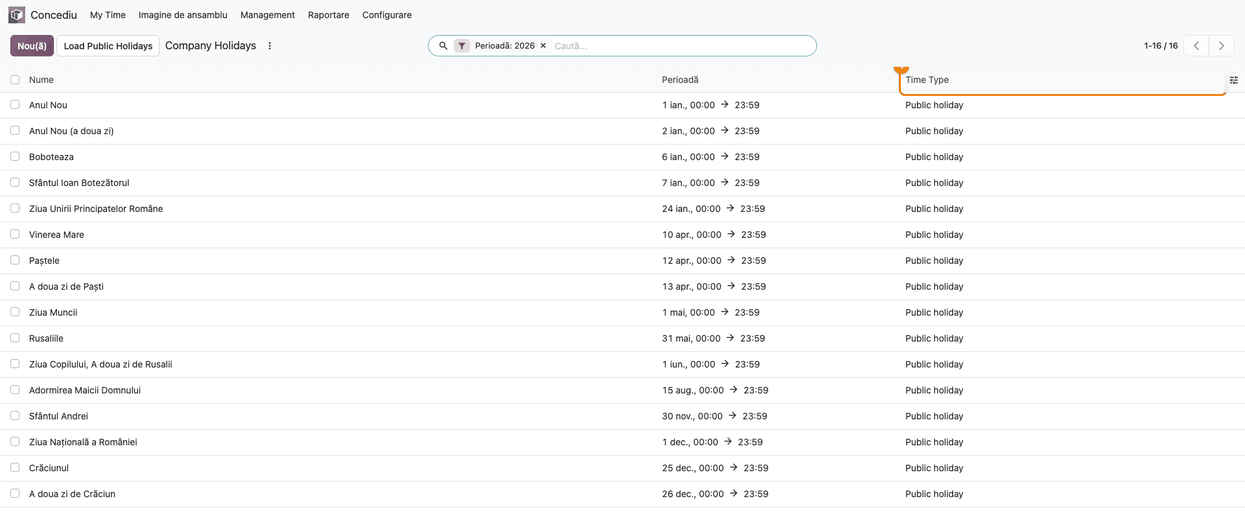 Concediu My Time Imagine de ansamblu Management Raportare Configurare
Nou(ă) Load Public Holidays Company Holidays Perioadă: 2026 × Caută... 1-16 / 16
Nume Perioadă Time Type
Anul Nou 1 ian., 00:00 → 23:59 Public holiday
Anul Nou (a doua zi) 2 ian., 00:00 → 23:59 Public holiday
Boboteaza 6 ian., 00:00 → 23:59 Public holiday
Sfântul Ioan Botezătorul 7 ian., 00:00 → 23:59 Public holiday
Ziua Unirii Principatelor Române 24 ian., 00:00 → 23:59 Public holiday
Vinerea Mare 10 apr., 00:00 → 23:59 Public holiday
Paștele 12 apr., 00:00 → 23:59 Public holiday
A doua zi de Paști 13 apr., 00:00 → 23:59 Public holiday
Ziua Muncii 1 mai, 00:00 → 23:59 Public holiday
Rusaliile 31 mai, 00:00 → 23:59 Public holiday
Ziua Copilului, A doua zi de Rusalii 1 iun., 00:00 → 23:59 Public holiday
Adormirea Maicii Domnului 15 aug., 00:00 → 23:59 Public holiday
Sfântul Andrei 30 nov., 00:00 → 23:59 Public holiday
Ziua Națională a României 1 dec., 00:00 → 23:59 Public holiday
Crăciunul 25 dec., 00:00 → 23:59 Public holiday
A doua zi de Crăciun 26 dec., 00:00 → 23:59 Public holiday